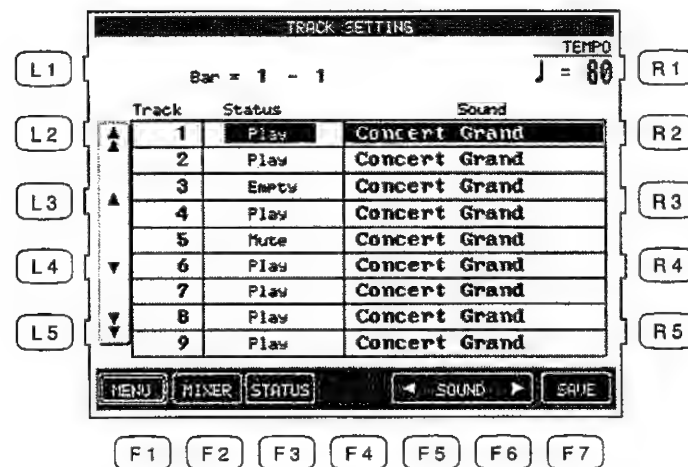 TRACK SETTING
TEMPO
L1 Bar = 1 - 1 ♩ = 80 R1
Track Status Sound
L2 1 Play Concert Grand R2
2 Play Concert Grand
3 Empty Concert Grand
L3 4 Play Concert Grand R3
5 Mute Concert Grand
L4 6 Play Concert Grand R4
7 Play Concert Grand
8 Play Concert Grand
L5 9 Play Concert Grand R5
MENU MIXER STATUS SOUND SAVE
F1 F2 F3 F4 F5 F6 F7